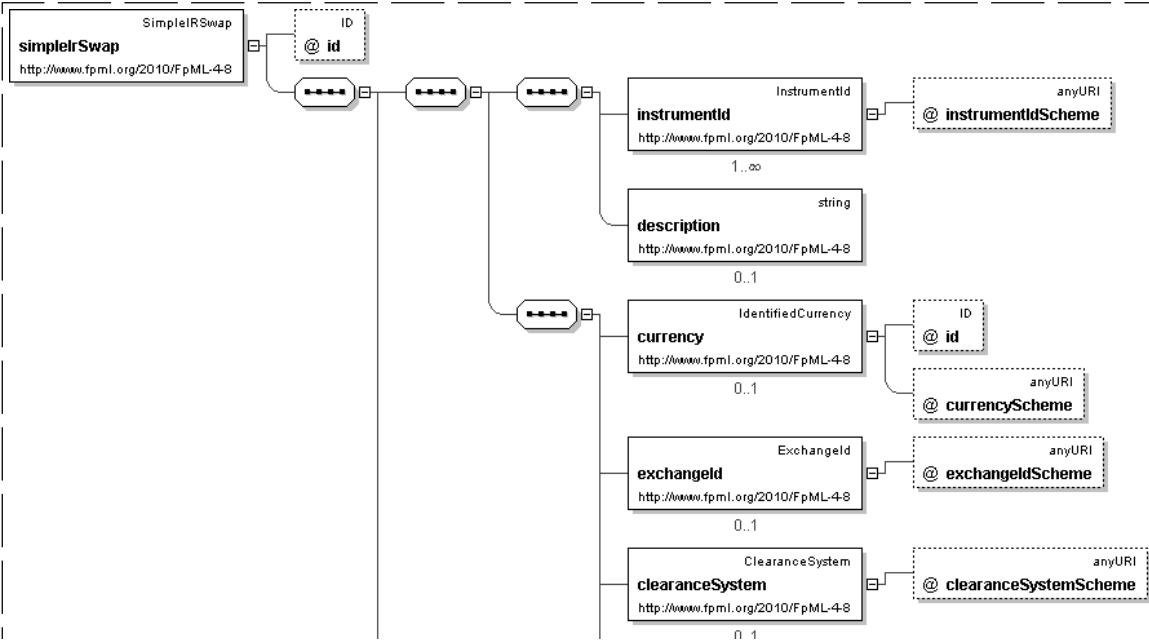 SimpleIRSwap
simpleIrSwap
http://www.fpml.org/2010/FpML-4-8
ID
@ id
InstrumentId
instrumentId
http://www.fpml.org/2010/FpML-4-8
1..∞
anyURI
@ instrumentIdScheme
string
description
http://www.fpml.org/2010/FpML-4-8
0..1
IdentifiedCurrency
currency
http://www.fpml.org/2010/FpML-4-8
0..1
ID
@ id
anyURI
@ currencyScheme
ExchangeId
exchangeId
http://www.fpml.org/2010/FpML-4-8
0..1
anyURI
@ exchangeIdScheme
ClearanceSystem
clearanceSystem
http://www.fpml.org/2010/FpML-4-8
0..1
anyURI
@ clearanceSystemScheme